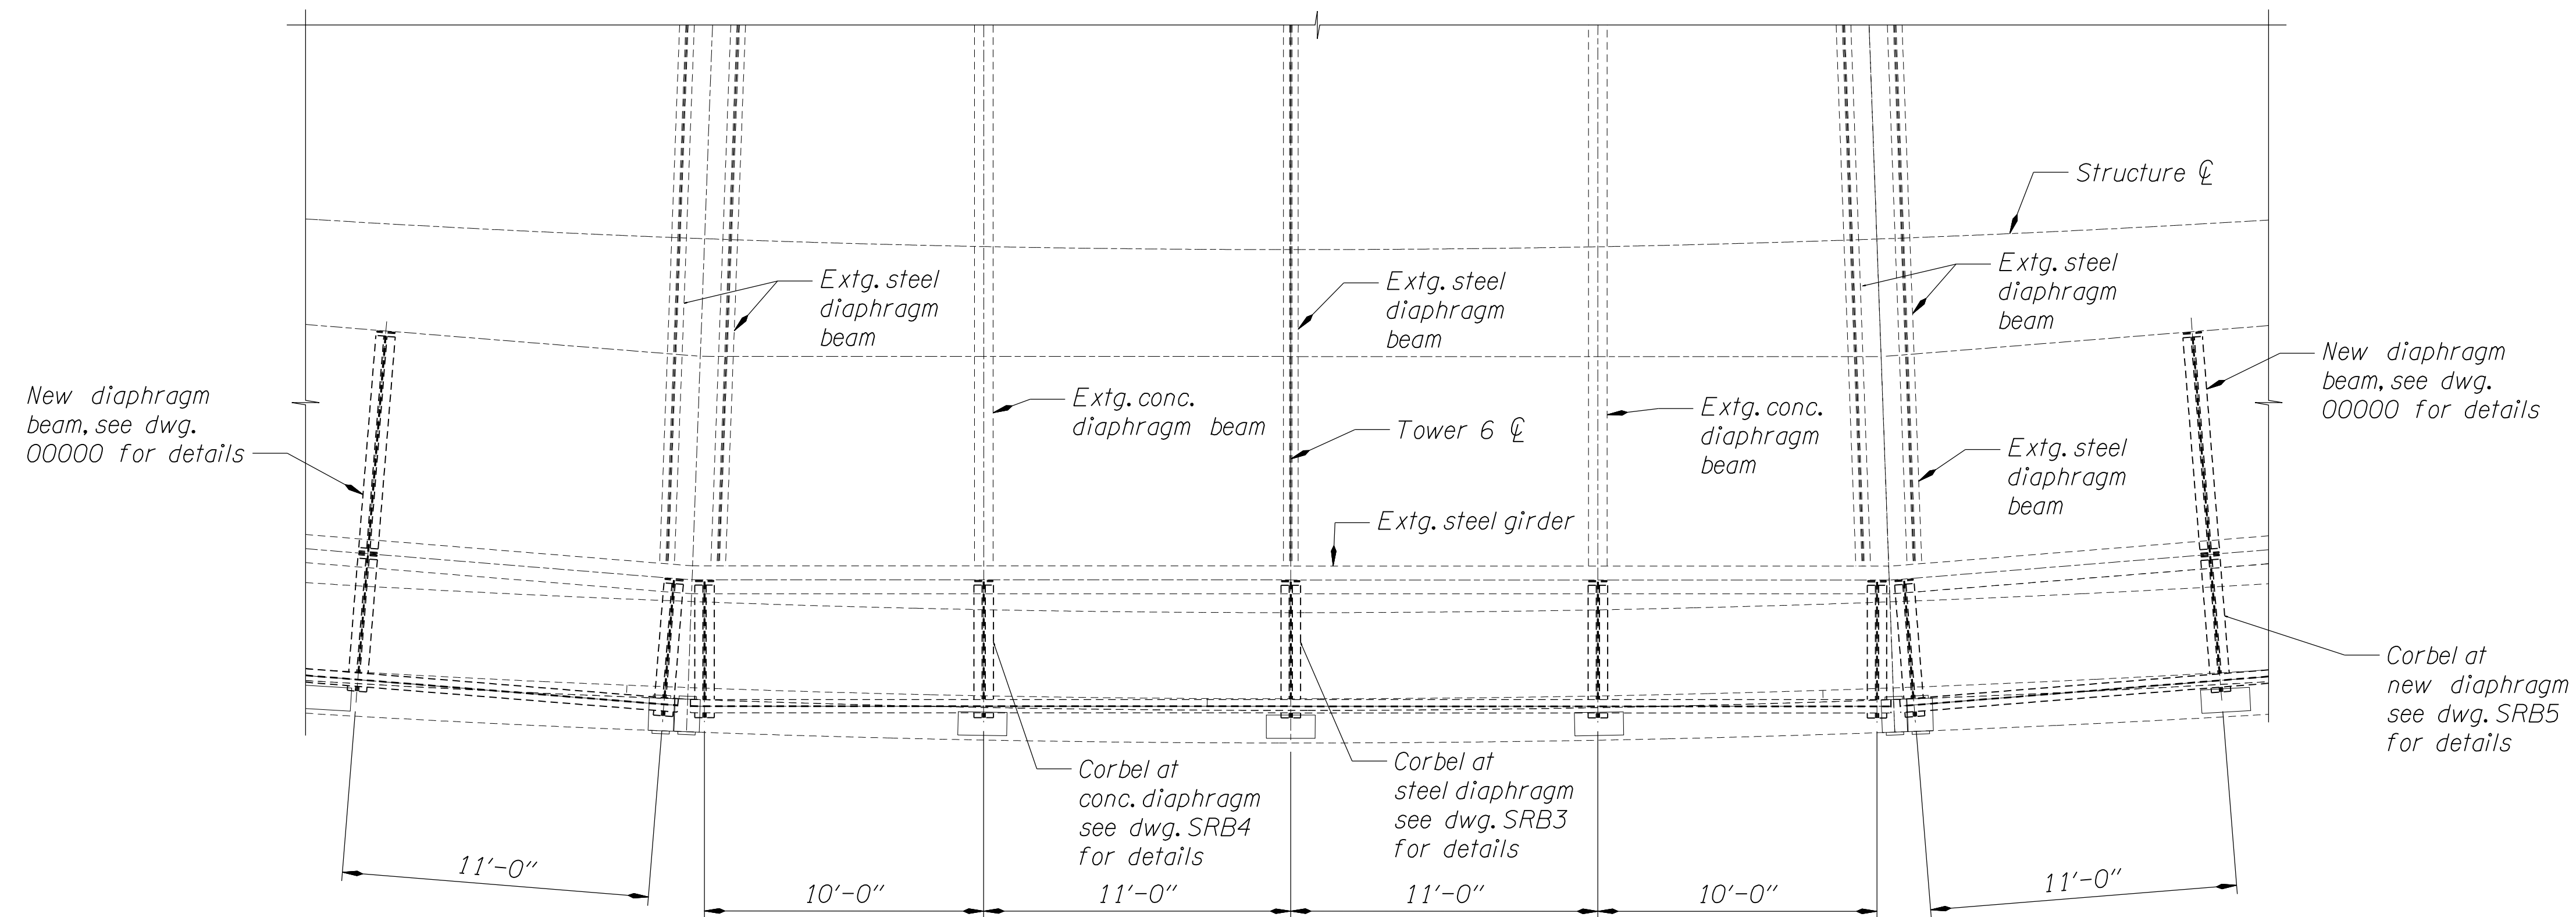 Structure ℄
Extg. steel
diaphragm
beam
Extg. steel
diaphragm
beam
Extg. steel
diaphragm
beam
New diaphragm
beam, see dwg.
00000 for details
Extg. conc.
diaphragm beam
Tower 6 ℄
Extg. conc.
diaphragm
beam
Extg. steel
diaphragm
beam
New diaphragm
beam, see dwg.
00000 for details
Extg. steel girder
Corbel at
conc. diaphragm
see dwg. SRB4
for details
Corbel at
steel diaphragm
see dwg. SRB3
for details
Corbel at
new diaphragm
see dwg. SRB5
for details
11'-0"
10'-0"
11'-0"
11'-0"
10'-0"
11'-0"